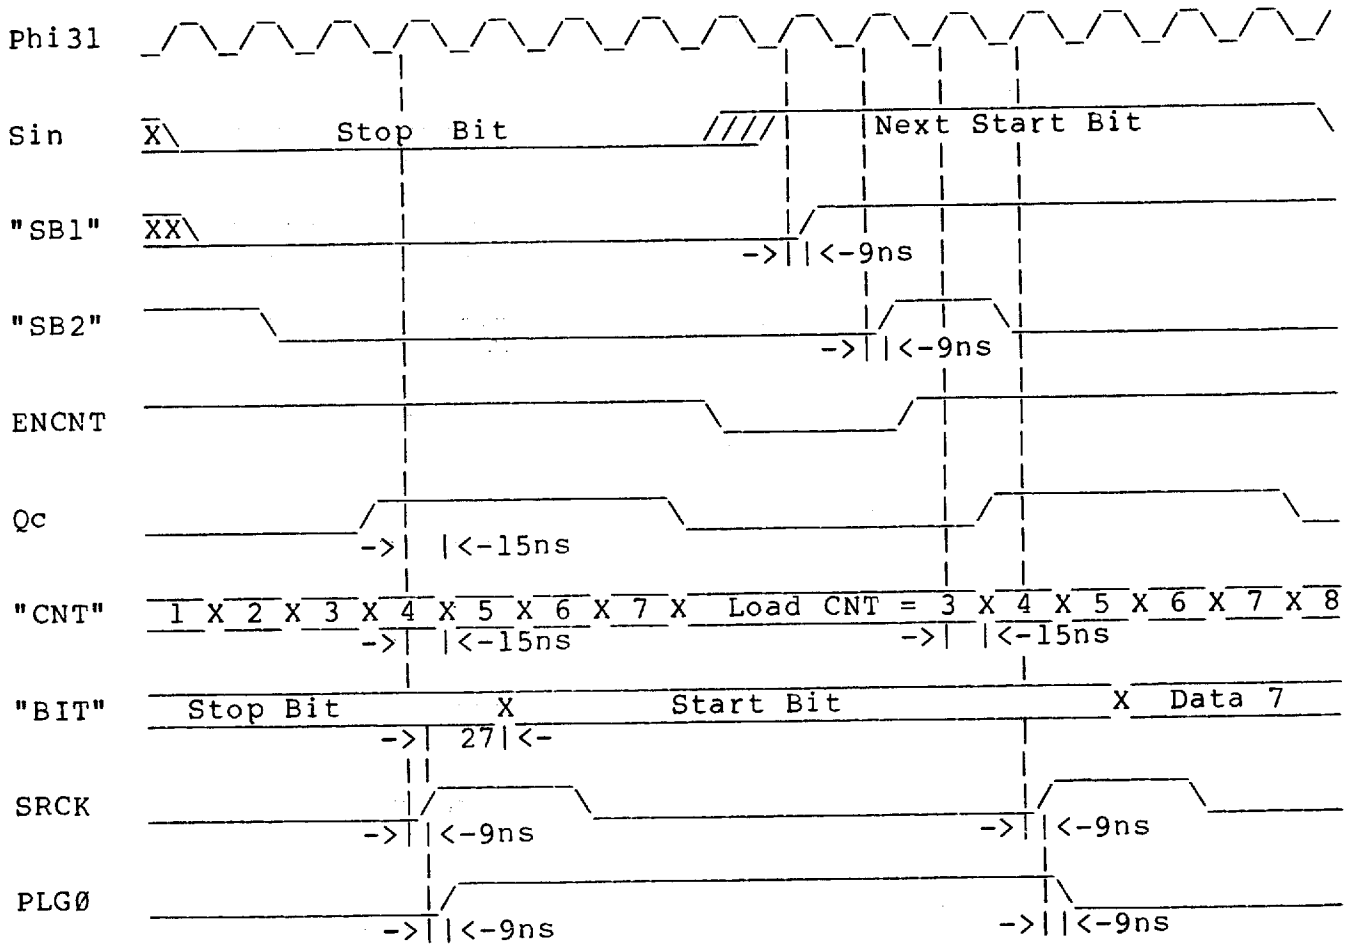 Phi31
Sin X Stop Bit Next Start Bit
"SB1" XX
->||<-9ns
"SB2"
->||<-9ns
ENCNT
Qc
->| |<-15ns
"CNT" 1 X 2 X 3 X 4 X 5 X 6 X 7 X Load CNT = 3 X 4 X 5 X 6 X 7 X 8
->| |<-15ns ->| |<-15ns
"BIT" Stop Bit X Start Bit X Data 7
->| 27|<-
SRCK
->||<-9ns ->||<-9ns
PLGØ
->||<-9ns ->||<-9ns